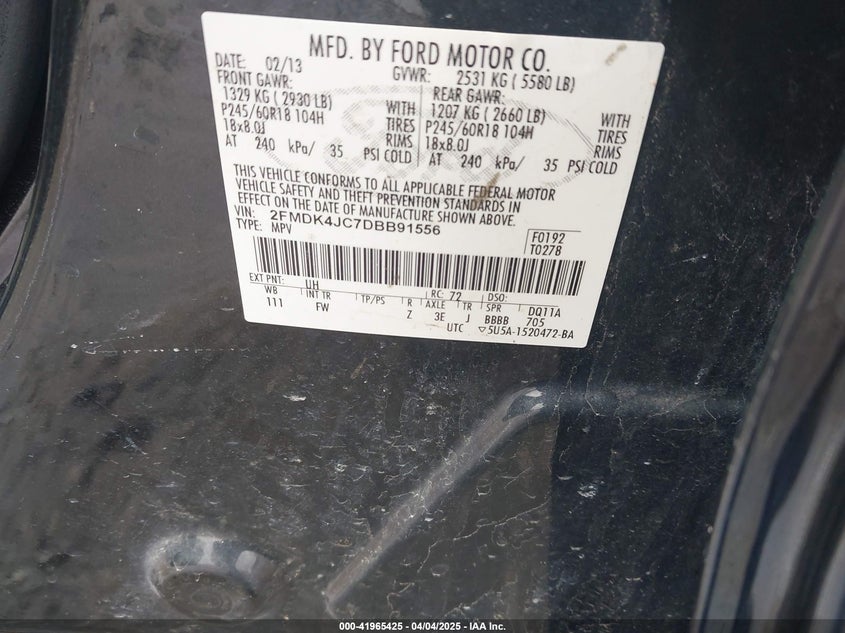 MFD. BY FORD MOTOR CO.
DATE: 02/13 GVWR: 2531 KG ( 5580 LB)
FRONT GAWR: REAR GAWR:
1329 KG ( 2930 LB) WITH 1207 KG ( 2660 LB) WITH
P245/60R18 104H TIRES P245/60R18 104H TIRES
18x8.0J RIMS 18x8.0J RIMS
AT 240 kPa/ 35 PSI COLD AT 240 kPa/ 35 PSI COLD
THIS VEHICLE CONFORMS TO ALL APPLICABLE FEDERAL MOTOR
VEHICLE SAFETY AND THEFT PREVENTION STANDARDS IN
EFFECT ON THE DATE OF MANUFACTURE SHOWN ABOVE.
VIN: 2FMDK4JC7DBB91556 F0192
TYPE: MPV T0278
EXT PNT: UH RC: 72 DSO:
WB INT TR TP/PS R AXLE TR SPR DQ11A
111 FW Z 3E J BBBB 705
UTC ▽5U5A-1520472-BA
000-41965425 - 04/04/2025 - IAA Inc.